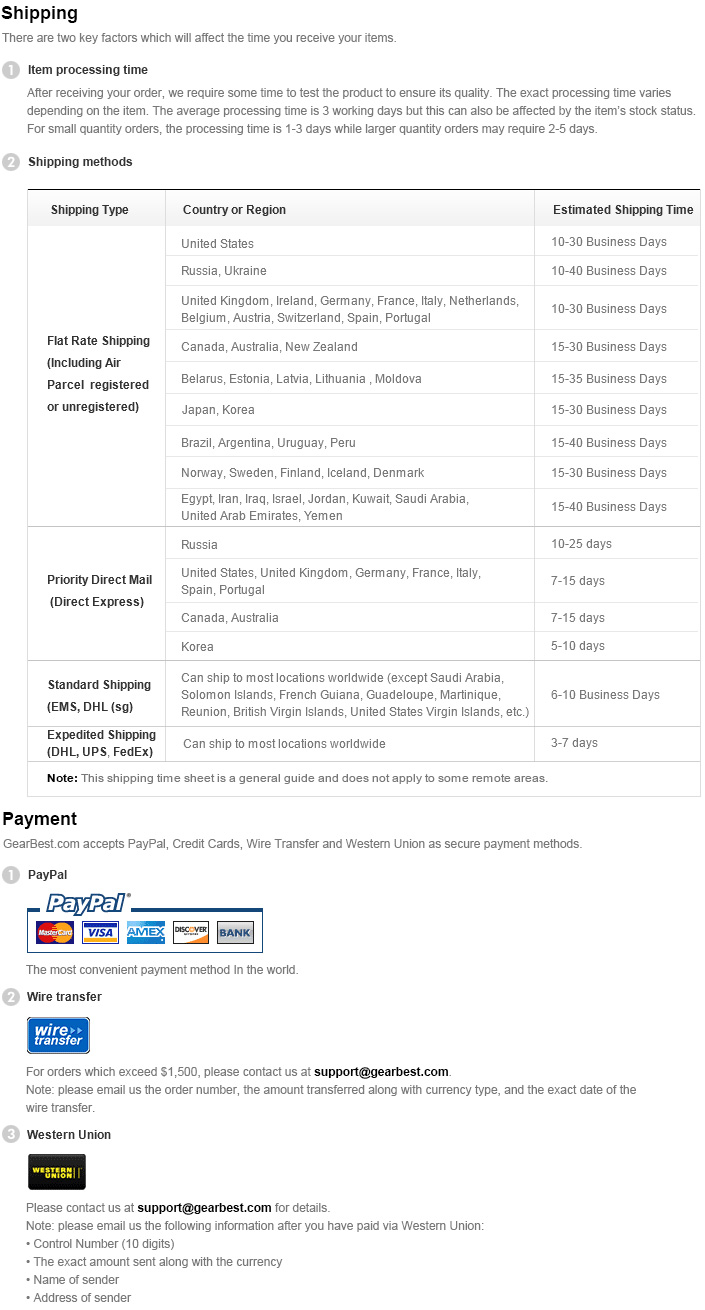 Shipping
There are two key factors which will affect the time you receive your items.
1 Item processing time
After receiving your order, we require some time to test the product to ensure its quality. The exact processing time varies
depending on the item. The average processing time is 3 working days but this can also be affected by the item's stock status.
For small quantity orders, the processing time is 1-3 days while larger quantity orders may require 2-5 days.
2 Shipping methods
Shipping Type Country or Region Estimated Shipping Time
Flat Rate Shipping
(Including Air
Parcel registered
or unregistered)
United States 10-30 Business Days
Russia, Ukraine 10-40 Business Days
United Kingdom, Ireland, Germany, France, Italy, Netherlands,
Belgium, Austria, Switzerland, Spain, Portugal
10-30 Business Days
Canada, Australia, New Zealand 15-30 Business Days
Belarus, Estonia, Latvia, Lithuania , Moldova 15-35 Business Days
Japan, Korea 15-30 Business Days
Brazil, Argentina, Uruguay, Peru 15-40 Business Days
Norway, Sweden, Finland, Iceland, Denmark 15-30 Business Days
Egypt, Iran, Iraq, Israel, Jordan, Kuwait, Saudi Arabia,
United Arab Emirates, Yemen
15-40 Business Days
Priority Direct Mail
(Direct Express)
Russia 10-25 days
United States, United Kingdom, Germany, France, Italy,
Spain, Portugal
7-15 days
Canada, Australia 7-15 days
Korea 5-10 days
Standard Shipping
(EMS, DHL (sg)
Can ship to most locations worldwide (except Saudi Arabia,
Solomon Islands, French Guiana, Guadeloupe, Martinique,
Reunion, British Virgin Islands, United States Virgin Islands, etc.)
6-10 Business Days
Expedited Shipping
(DHL, UPS, FedEx)
Can ship to most locations worldwide 3-7 days
Note: This shipping time sheet is a general guide and does not apply to some remote areas.
Payment
GearBest.com accepts PayPal, Credit Cards, Wire Transfer and Western Union as secure payment methods.
1 PayPal
PayPal®
MasterCard VISA AMEX DISCOVER NETWORK BANK
The most convenient payment method In the world.
2 Wire transfer
wire
transfer
For orders which exceed $1,500, please contact us at support@gearbest.com.
Note: please email us the order number, the amount transferred along with currency type, and the exact date of the
wire transfer.
3 Western Union
WESTERN
UNION
Please contact us at support@gearbest.com for details.
Note: please email us the following information after you have paid via Western Union:
• Control Number (10 digits)
• The exact amount sent along with the currency
• Name of sender
• Address of sender